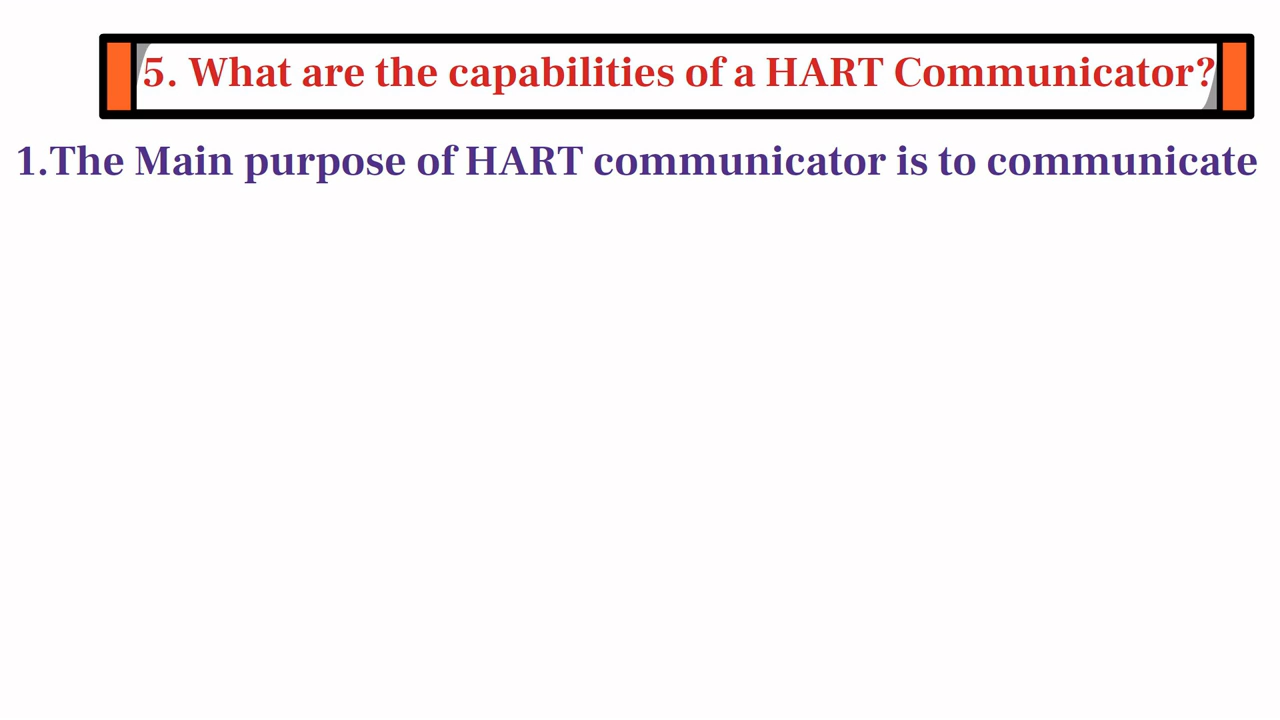 5. What are the capabilities of a HART Communicator?
1.The Main purpose of HART communicator is to communicate